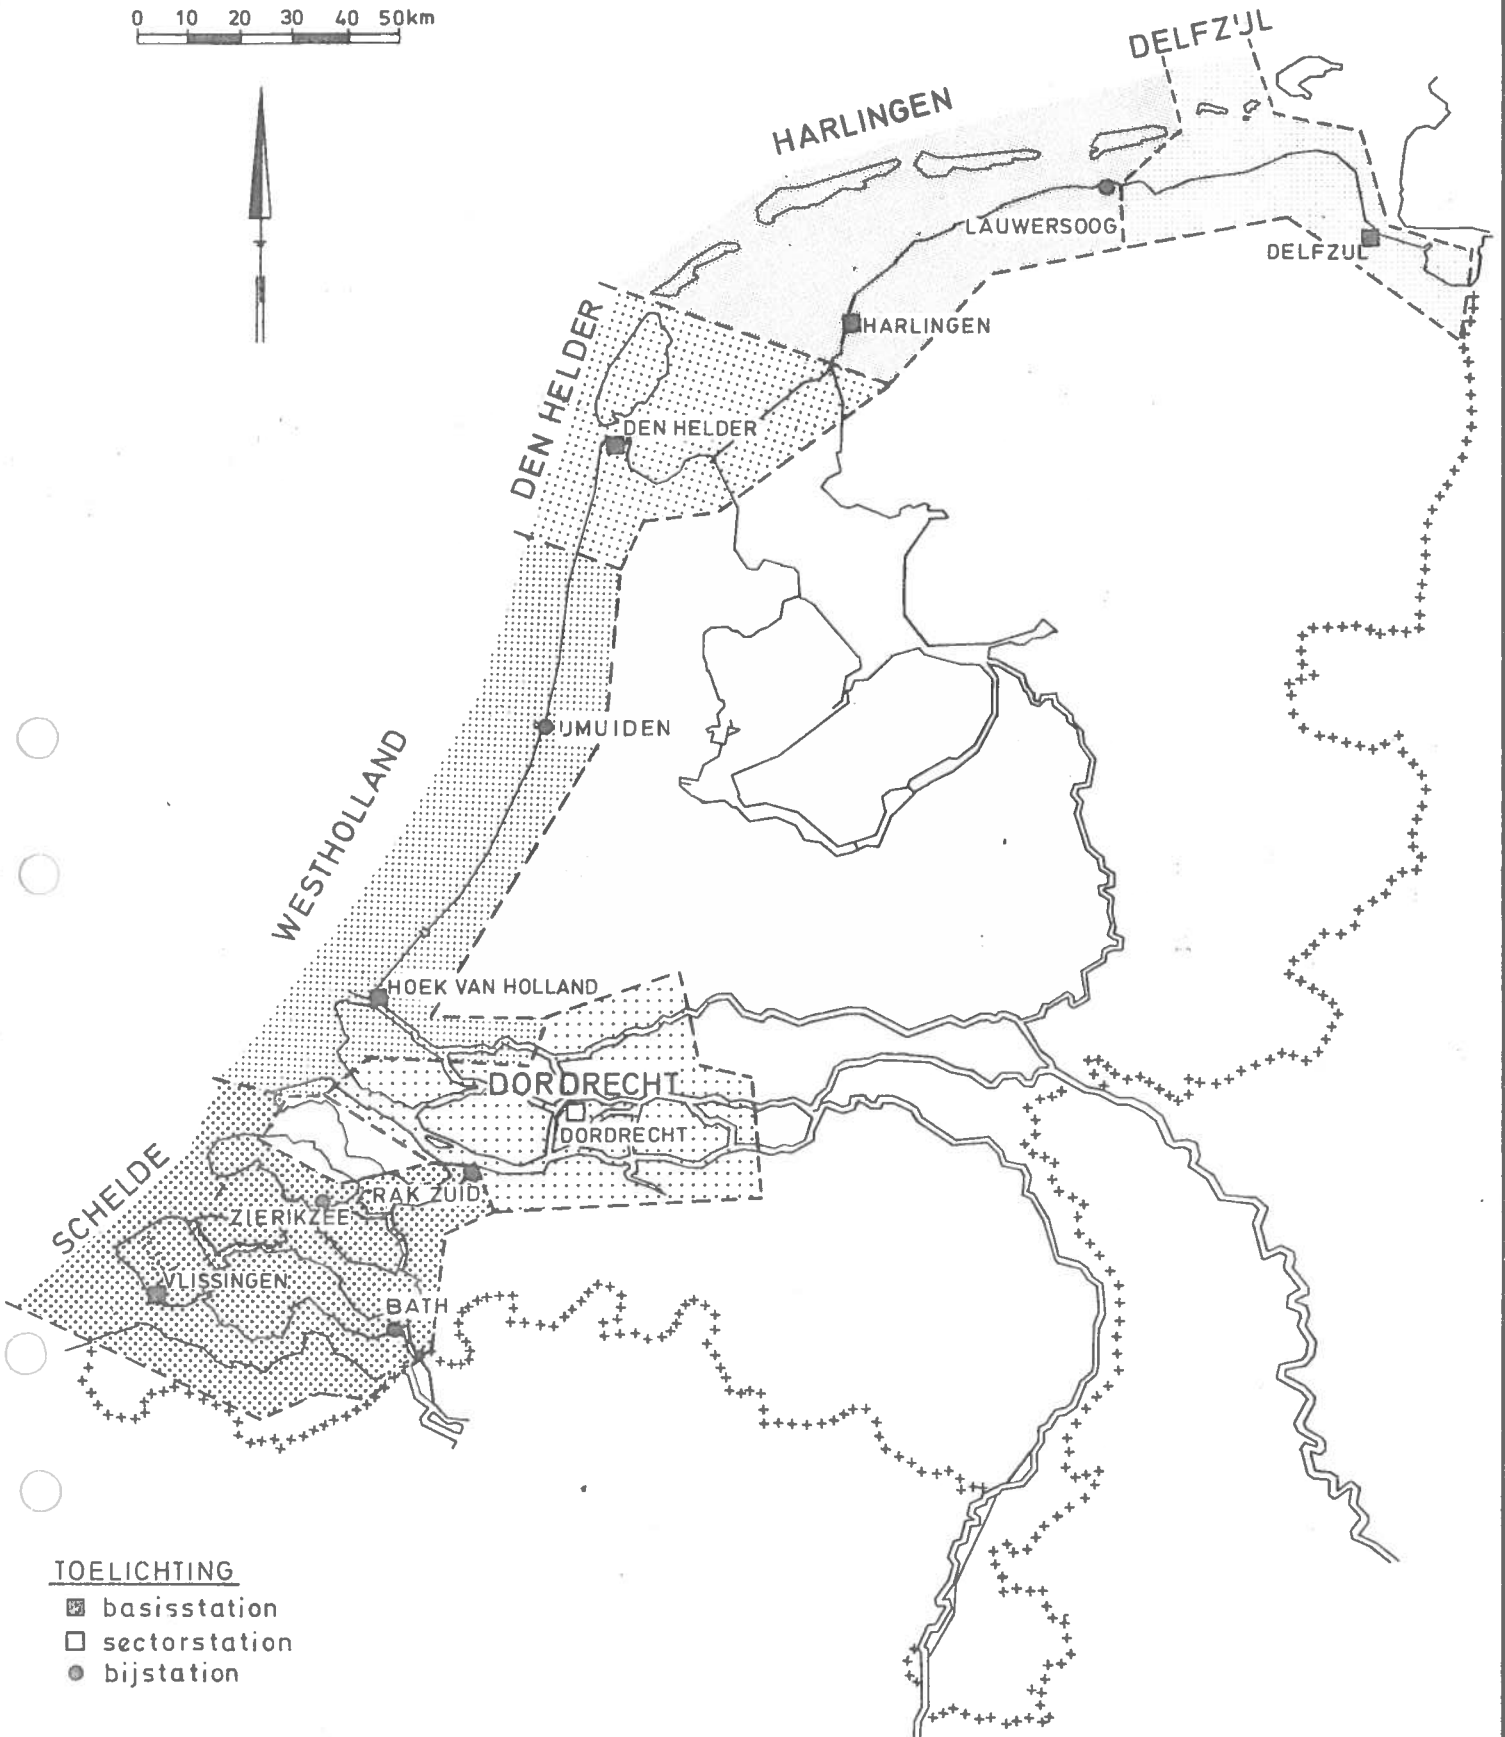 0 10 20 30 40 50km
DELFZIJL
HARLINGEN
LAUWERSOOG
DELFZIJL
HARLINGEN
DEN HELDER
DEN HELDER
IJMUIDEN
WESTHOLLAND
HOEK VAN HOLLAND
DORDRECHT
DORDRECHT
SCHELDE
KRAK ZUID
ZIERIKZEE
VLISSINGEN
BATH
TOELICHTING
basisstation
sectorstation
bijstation